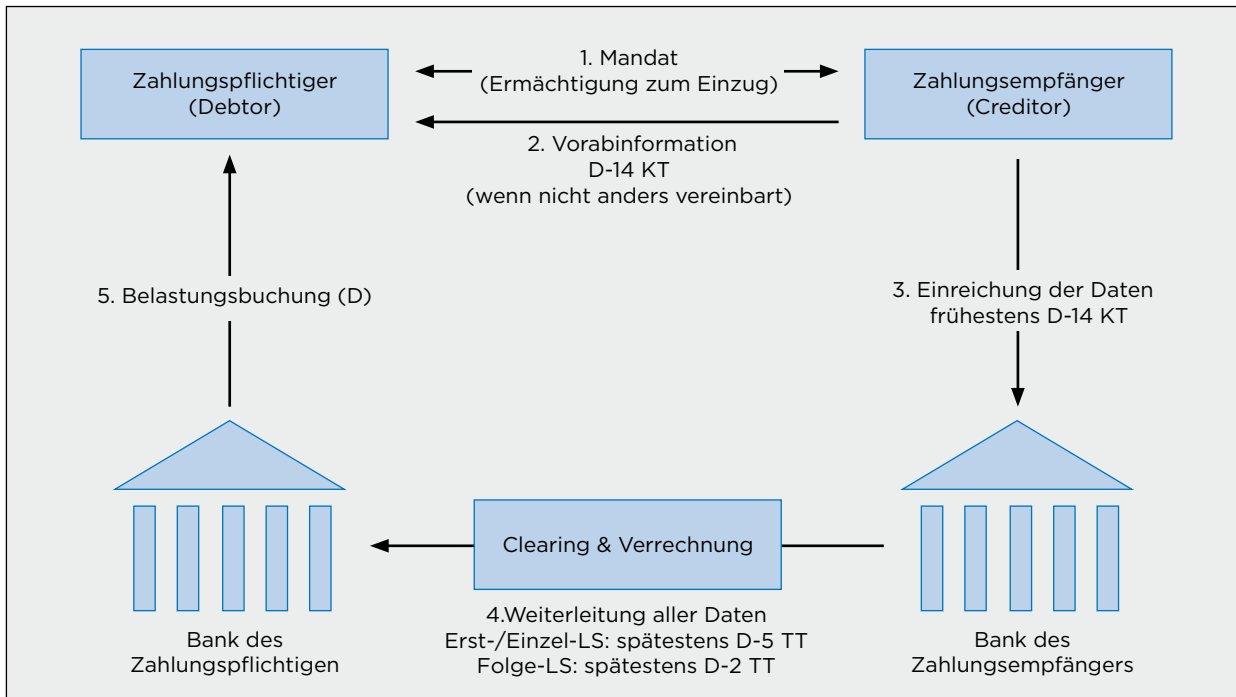 Zahlungspflichtiger
(Debtor)
1. Mandat
(Ermächtigung zum Einzug)
Zahlungsempfänger
(Creditor)
2. Vorabinformation
D-14 KT
(wenn nicht anders vereinbart)
5. Belastungsbuchung (D)
3. Einreichung der Daten
frühestens D-14 KT
Clearing & Verrechnung
4.Weiterleitung aller Daten
Erst-/Einzel-LS: spätestens D-5 TT
Folge-LS: spätestens D-2 TT
Bank des
Zahlungspflichtigen
Bank des
Zahlungsempfängers